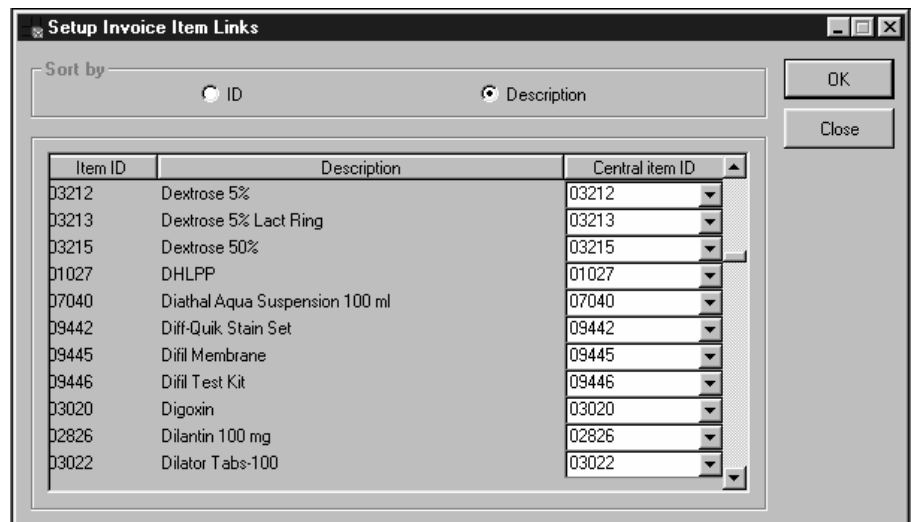 Setup Invoice Item Links
Sort by
ID Description
OK
Close
Item ID Description Central item ID
03212 Dextrose 5% 03212
03213 Dextrose 5% Lact Ring 03213
03215 Dextrose 50% 03215
01027 DHLPP 01027
07040 Diathal Aqua Suspension 100 ml 07040
09442 Diff-Quik Stain Set 09442
09445 Difil Membrane 09445
09446 Difil Test Kit 09446
03020 Digoxin 03020
02826 Dilantin 100 mg 02826
03022 Dilator Tabs-100 03022